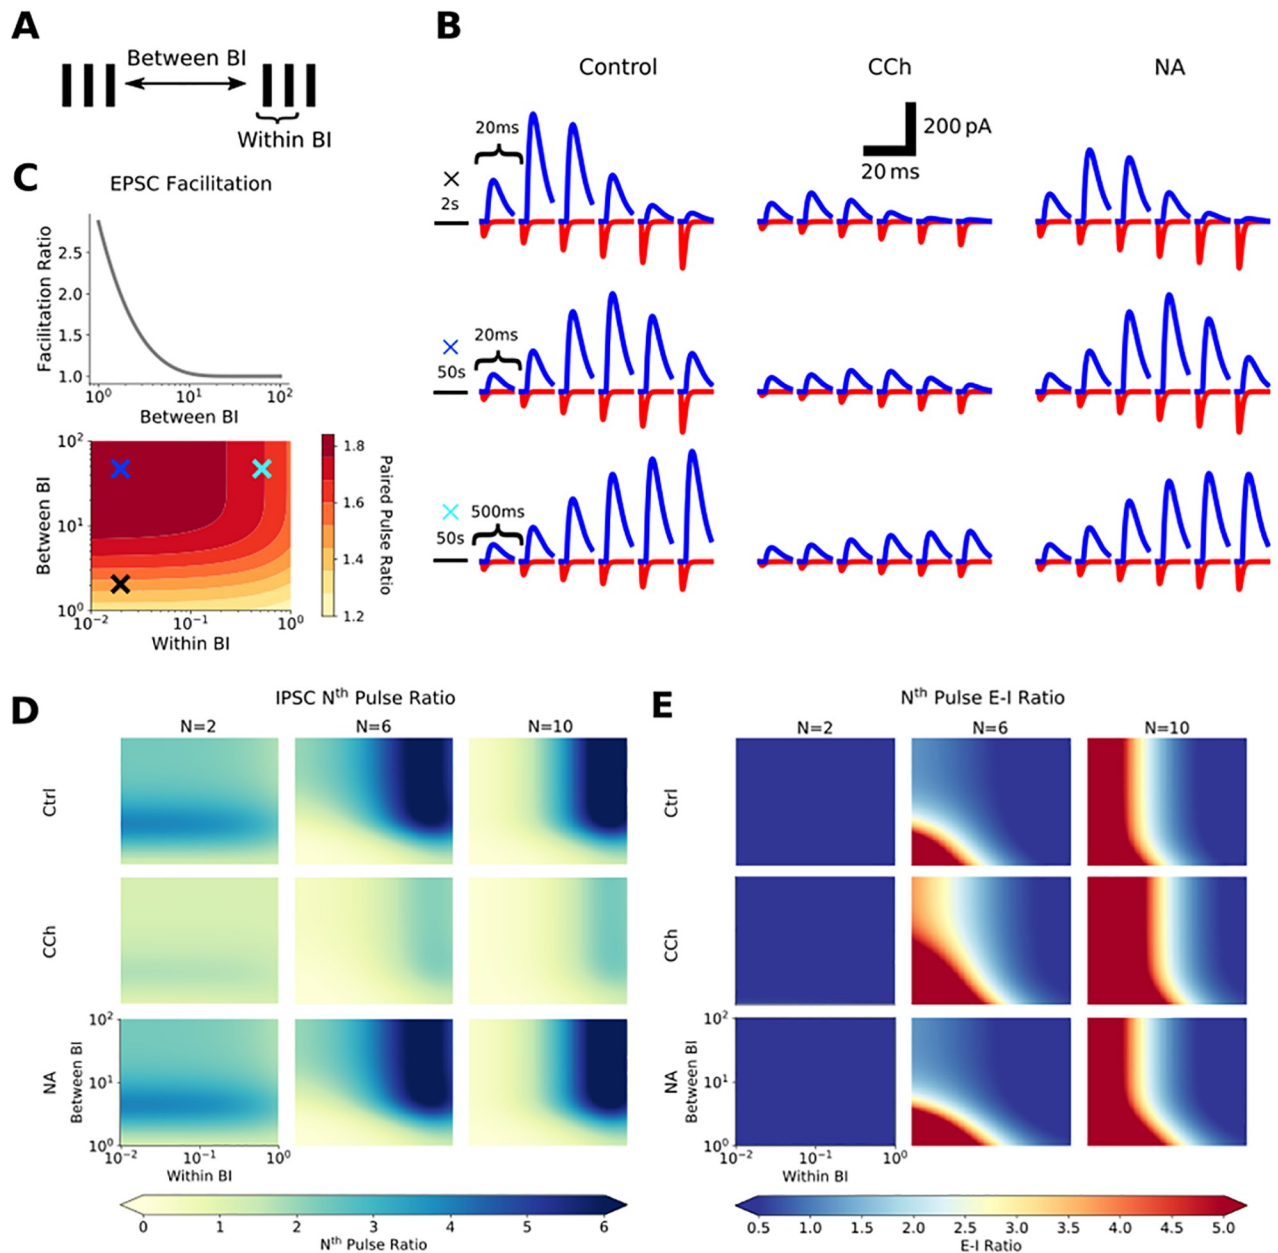 A
Between BI
Within BI
B
Control
CCh
NA
200 pA
20 ms
20ms
2s
20ms
50s
500ms
50s
C
EPSC Facilitation
Facilitation Ratio
2.5
2.0
1.5
1.0
10⁰
10¹
10²
Between BI
Between BI
10²
10¹
10⁰
10⁻²
10⁻¹
10⁰
Within BI
1.8
1.6
1.4
1.2
Paired Pulse Ratio
D
IPSC Nᵗʰ Pulse Ratio
N=2
N=6
N=10
Ctrl
CCh
NA
Between BI
10²
10¹
10⁰
10⁻²
10⁻¹
10⁰
Within BI
0
1
2
3
4
5
6
Nᵗʰ Pulse Ratio
E
Nᵗʰ Pulse E-I Ratio
N=2
N=6
N=10
Ctrl
CCh
NA
Between BI
10²
10¹
10⁰
10⁻²
10⁻¹
10⁰
Within BI
0.5
1.0
1.5
2.0
2.5
3.0
3.5
4.0
4.5
5.0
E-I Ratio